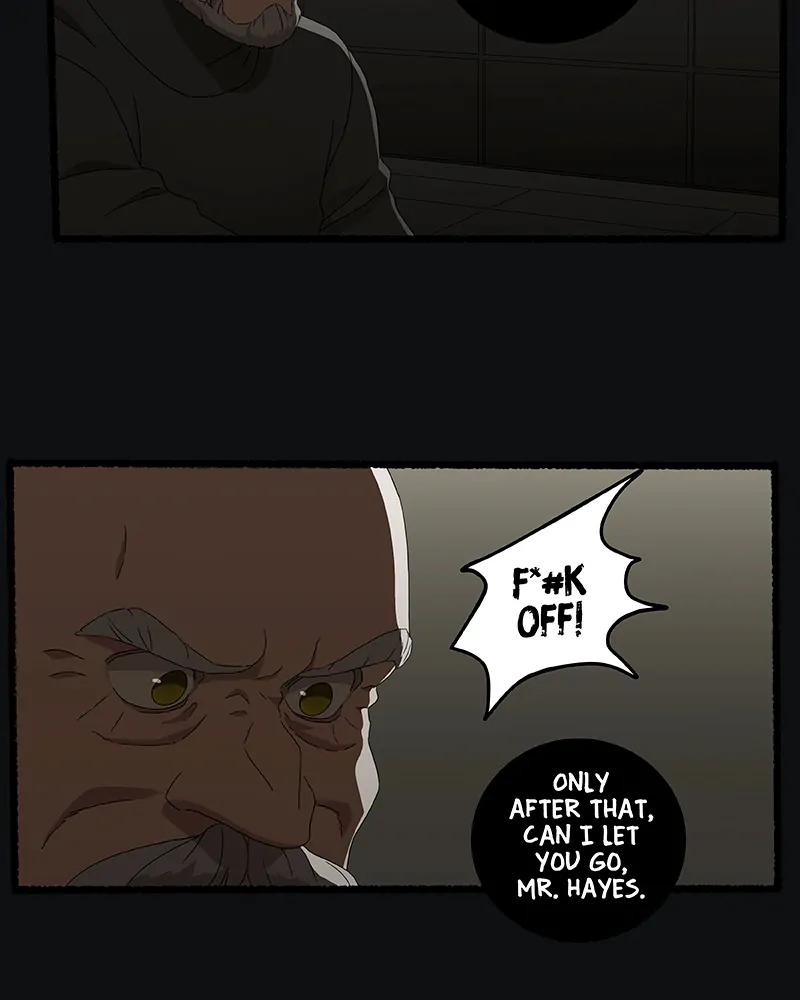 F*#K
OFF!
ONLY
AFTER THAT,
CAN I LET
YOU GO,
MR. HAYES.